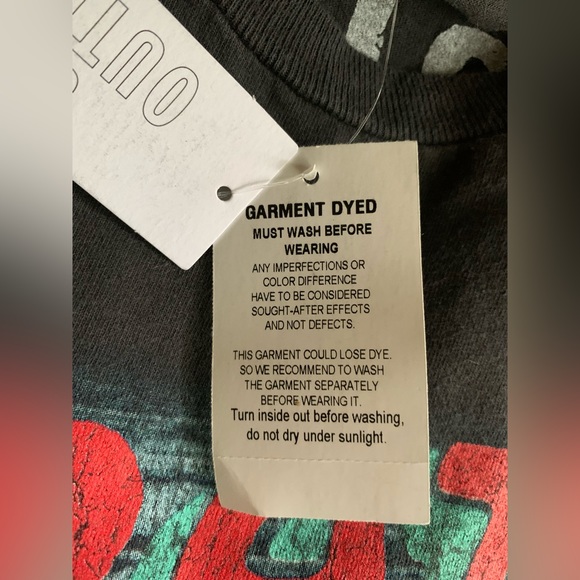 OUT
GARMENT DYED
MUST WASH BEFORE
WEARING
ANY IMPERFECTIONS OR
COLOR DIFFERENCE
HAVE TO BE CONSIDERED
SOUGHT-AFTER EFFECTS
AND NOT DEFECTS.
THIS GARMENT COULD LOSE DYE.
SO WE RECOMMEND TO WASH
THE GARMENT SEPARATELY
BEFORE WEARING IT.
Turn inside out before washing,
do not dry under sunlight.